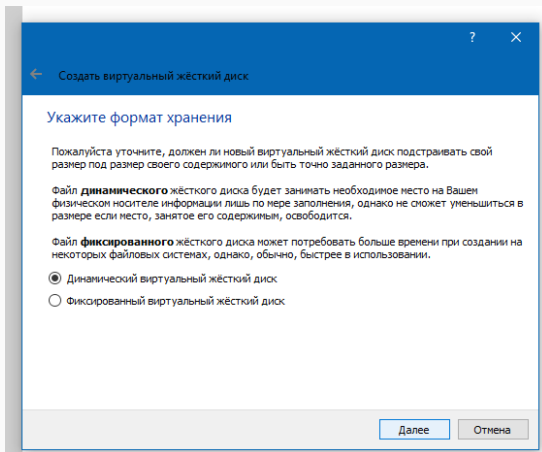 Создать виртуальный жёсткий диск
Укажите формат хранения
Пожалуйста уточните, должен ли новый виртуальный жёсткий диск подстраивать свой
размер под размер своего содержимого или быть точно заданного размера.
Файл динамического жёсткого диска будет занимать необходимое место на Вашем
физическом носителе информации лишь по мере заполнения, однако не сможет уменьшиться в
размере если место, занятое его содержимым, освободится.
Файл фиксированного жёсткого диска может потребовать больше времени при создании на
некоторых файловых системах, однако, обычно, быстрее в использовании.
Динамический виртуальный жёсткий диск
Фиксированный виртуальный жёсткий диск
Далее Отмена